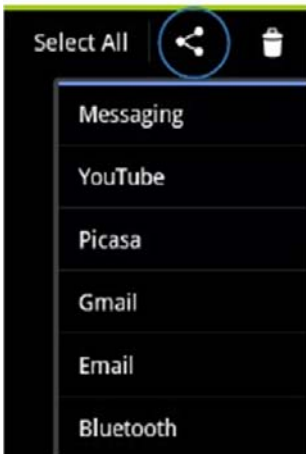 Select All
Messaging
YouTube
Picasa
Gmail
Email
Bluetooth